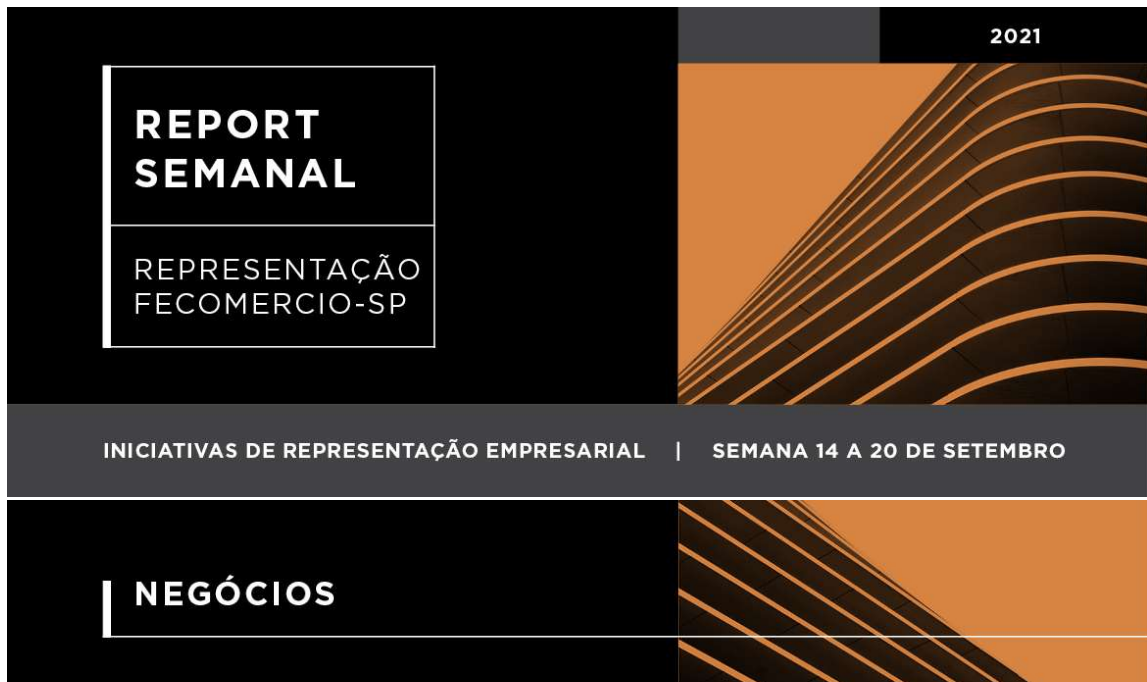 2021
REPORT
SEMANAL
REPRESENTAÇÃO
FECOMERCIO-SP
INICIATIVAS DE REPRESENTAÇÃO EMPRESARIAL | SEMANA 14 A 20 DE SETEMBRO
NEGÓCIOS